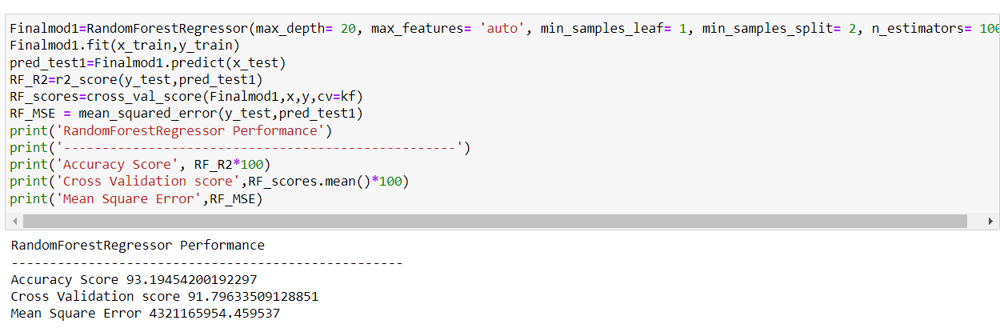 Finalmod1=RandomForestRegressor(max_depth= 20, max_features= 'auto', min_samples_leaf= 1, min_samples_split= 2, n_estimators= 100
Finalmod1.fit(x_train,y_train)
pred_test1=Finalmod1.predict(x_test)
RF_R2=r2_score(y_test,pred_test1)
RF_scores=cross_val_score(Finalmod1,x,y,cv=kf)
RF_MSE = mean_squared_error(y_test,pred_test1)
print('RandomForestRegressor Performance')
print('---------------------------------------------------')
print('Accuracy Score', RF_R2*100)
print('Cross Validation score',RF_scores.mean()*100)
print('Mean Square Error',RF_MSE)
RandomForestRegressor Performance
---------------------------------------------------
Accuracy Score 93.19454200192297
Cross Validation score 91.79633509128851
Mean Square Error 4321165954.459537